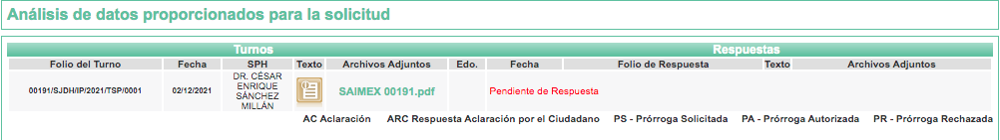 Análisis de datos proporcionados para la solicitud
Turnos Respuestas
Folio del Turno Fecha SPH Texto Archivos Adjuntos Edo. Fecha Folio de Respuesta Texto Archivos Adjuntos
00191/SJDH/IP/2021/TSP/0001 02/12/2021 DR. CÉSAR ENRIQUE SÁNCHEZ MILLÁN SAIMEX 00191.pdf Pendiente de Respuesta
AC Aclaración ARC Respuesta Aclaración por el Ciudadano PS - Prórroga Solicitada PA - Prórroga Autorizada PR - Prórroga Rechazada